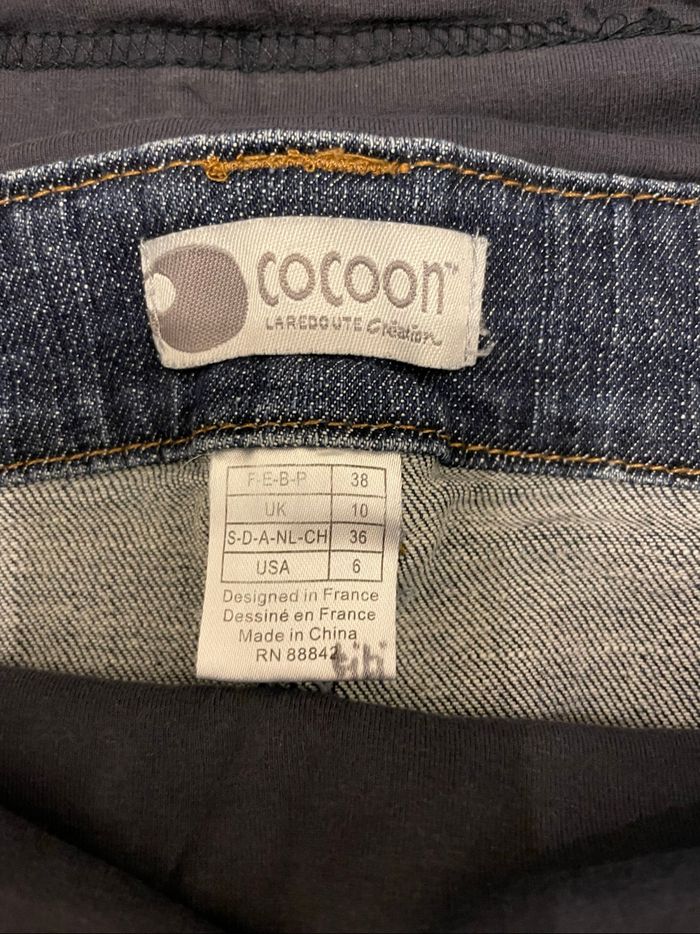 cocoon™
LAREDOUTE Création
F-E-B-P 38
UK 10
S-D-A-NL-CH 36
USA 6
Designed in France
Dessiné en France
Made in China
RN 88842
titi